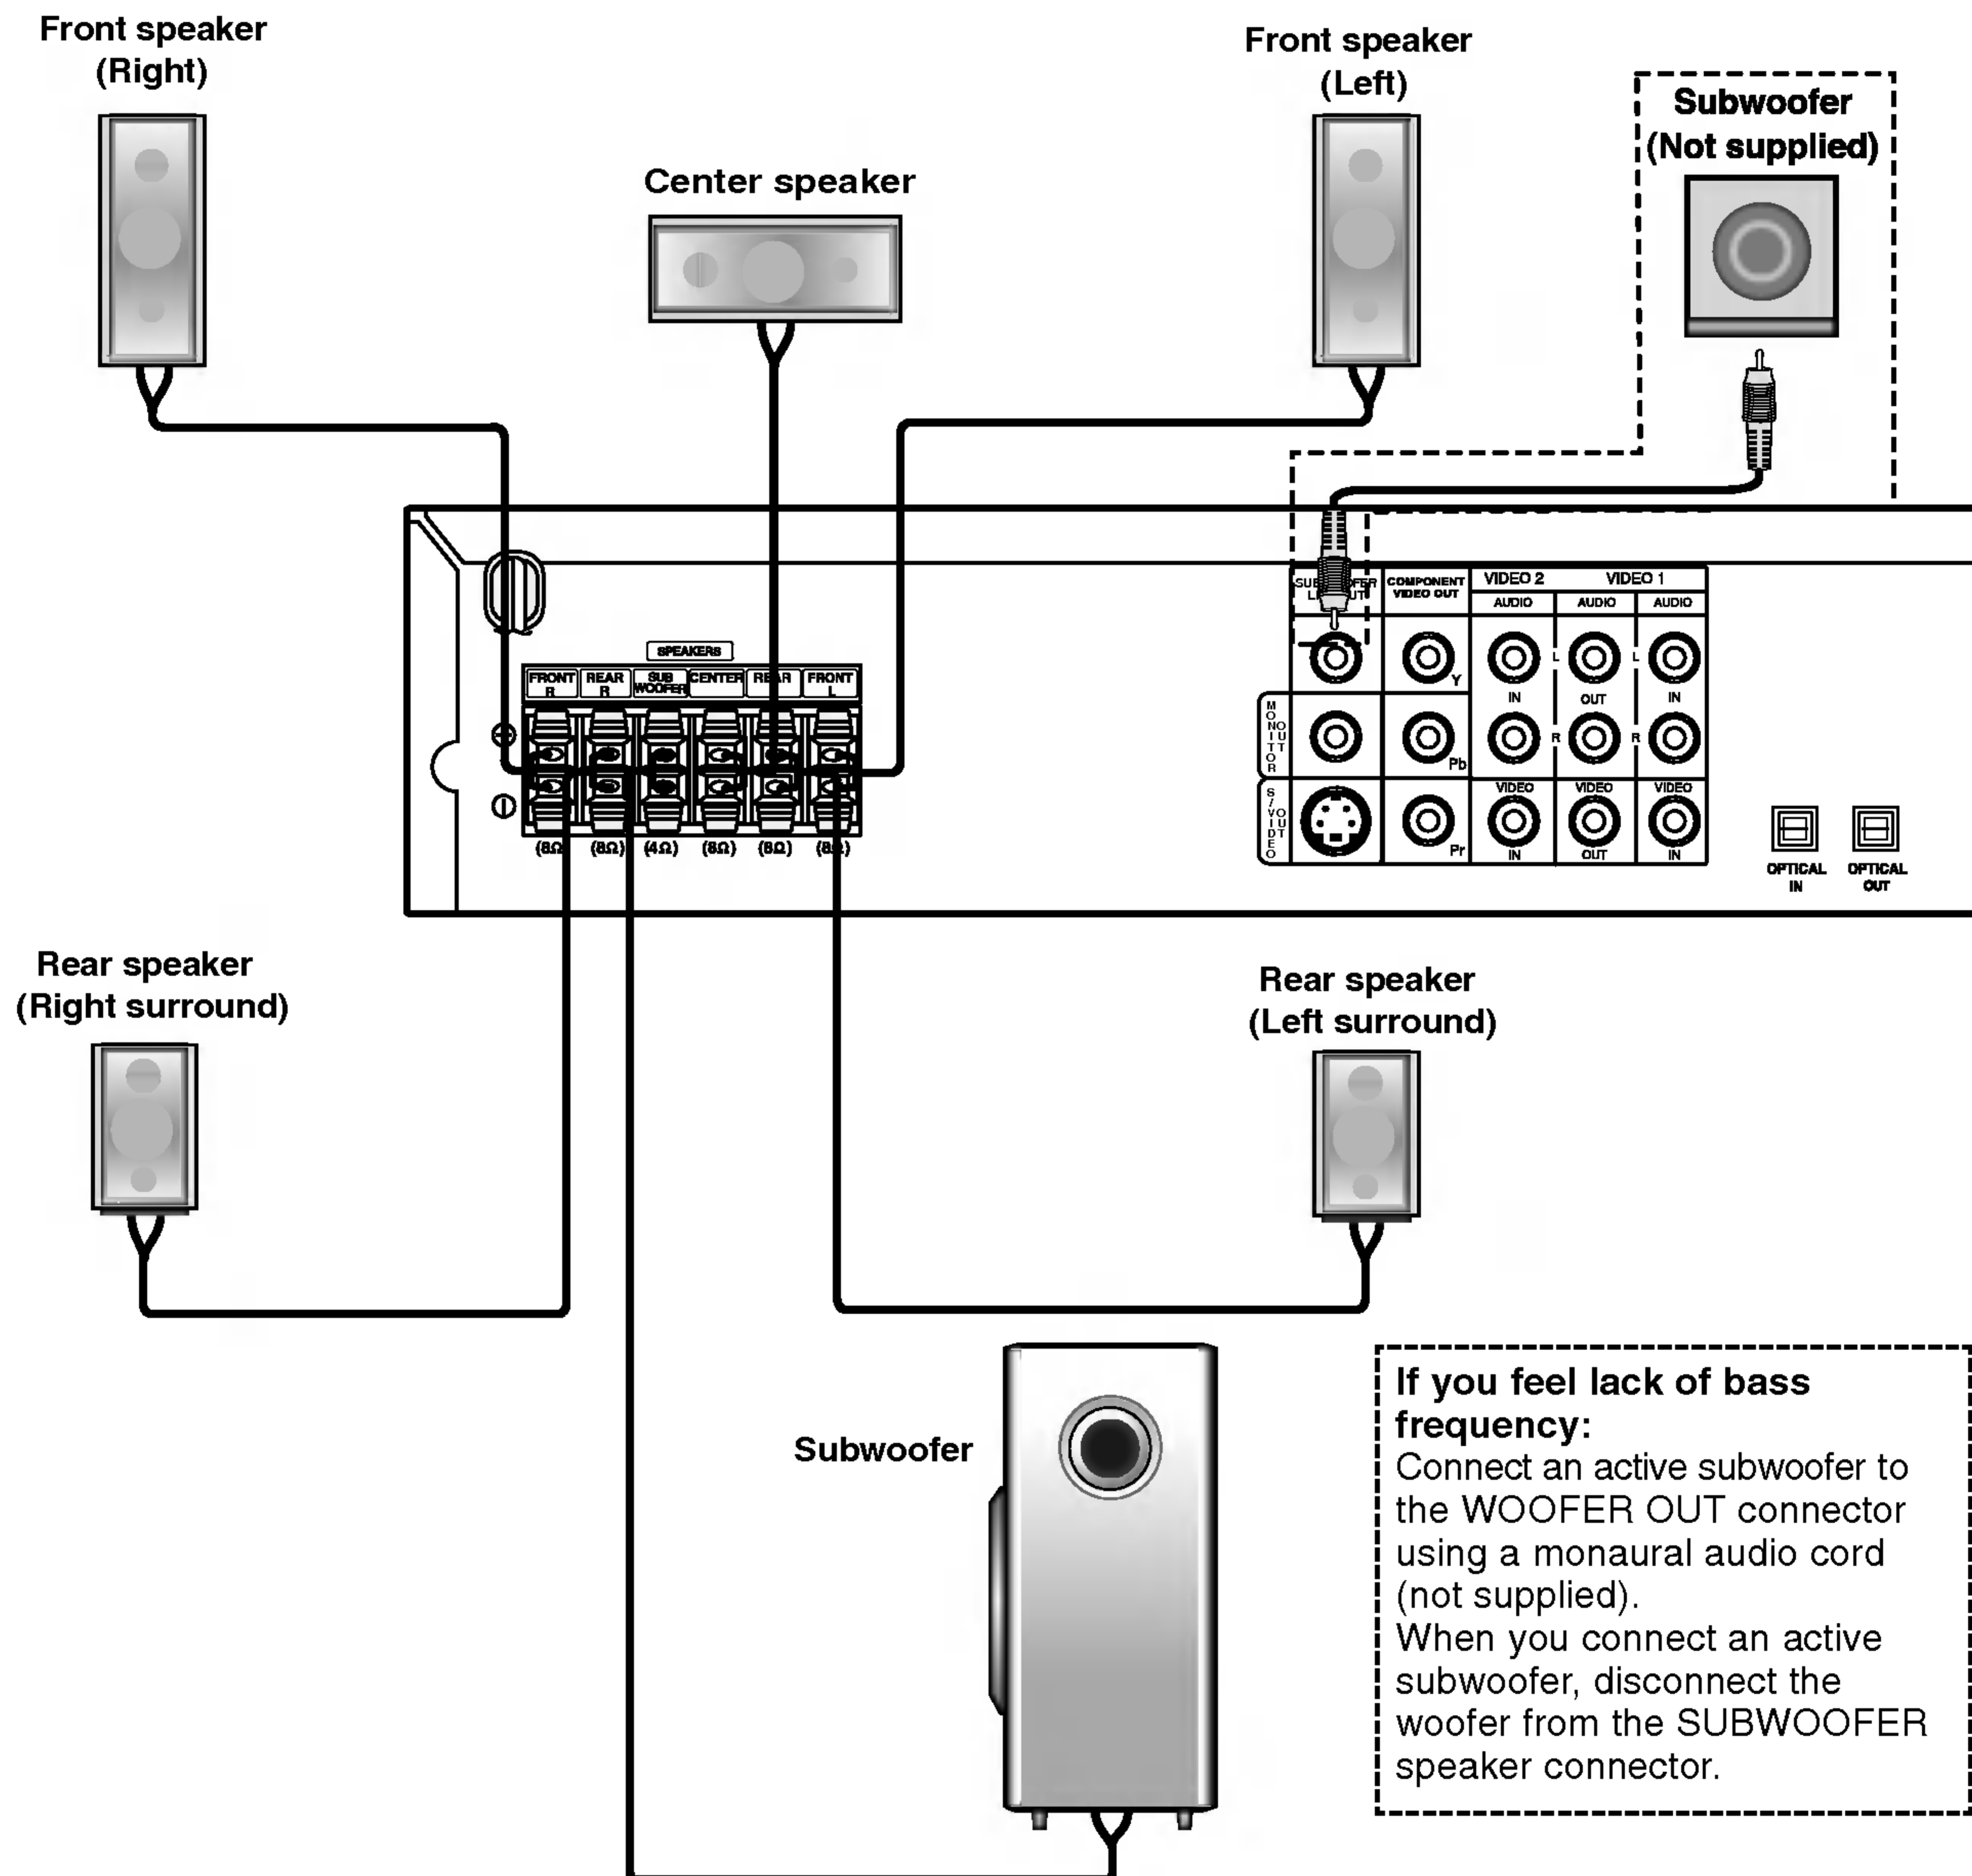 Front speaker
(Right)
Front speaker
(Left)
Subwoofer
(Not supplied)
Center speaker
COMPONENT
VIDEO OUT
VIDEO 2
VIDEO 1
AUDIO
AUDIO
AUDIO
SPEAKERS
FRONT
R
REAR
R
SUB
WOOFER
CENTER
FRONT
L
Y
L
L
IN
OUT
IN
MONITOR
OUT
Pb
R
R
S/VIDEO
OUT
Pr
VIDEO
VIDEO
VIDEO
IN
OUT
IN
(8Ω)
(4Ω)
(8Ω)
OPTICAL
IN
OPTICAL
OUT
Rear speaker
(Right surround)
Rear speaker
(Left surround)
Subwoofer
If you feel lack of bass
frequency:
Connect an active subwoofer to
the WOOFER OUT connector
using a monaural audio cord
(not supplied).
When you connect an active
subwoofer, disconnect the
woofer from the SUBWOOFER
speaker connector.